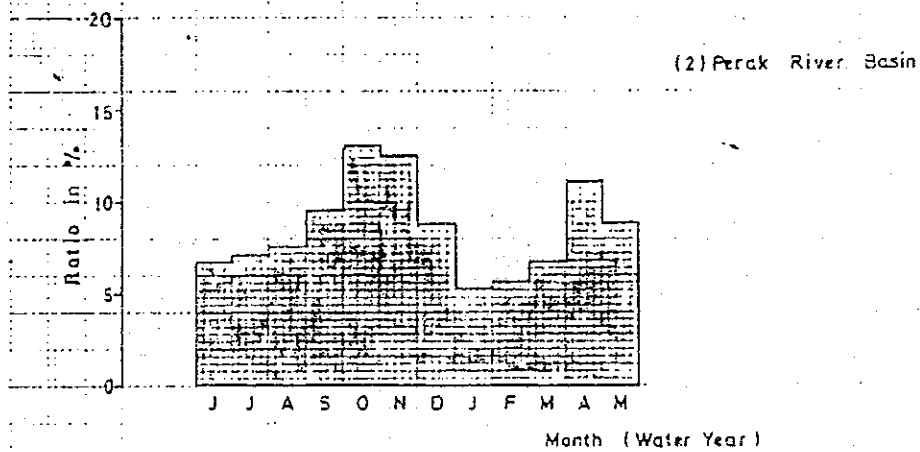 (2) Perak River Basin
Ratio in %
20
15
10
5
0
J J A S O N D J F M A M
Month (Water Year)